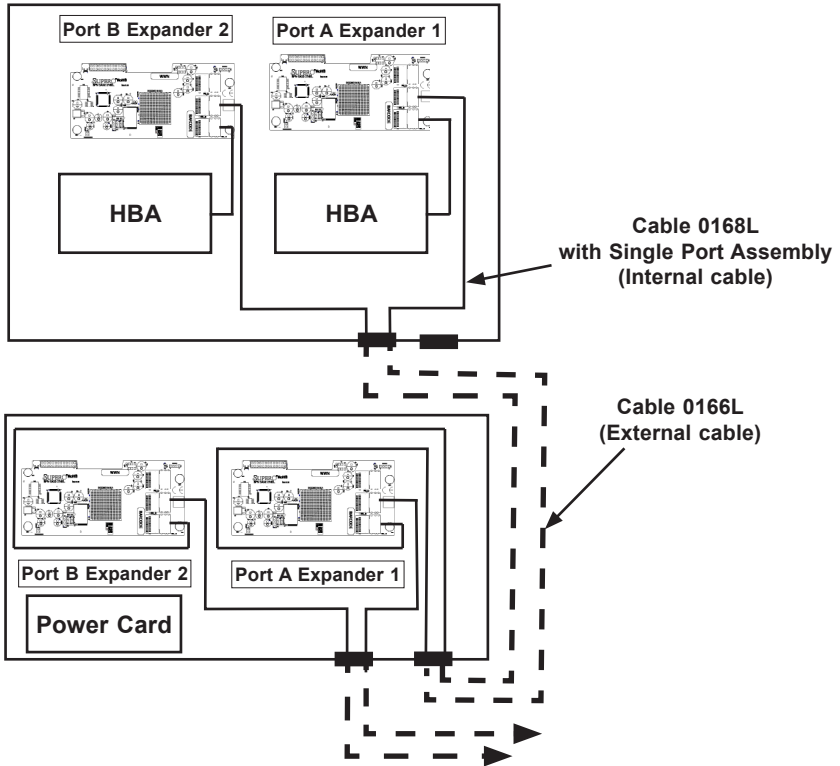 Port B Expander 2
Port A Expander 1
HBA
HBA
Cable 0168L
with Single Port Assembly
(Internal cable)
Cable 0166L
(External cable)
Port B Expander 2
Port A Expander 1
Power Card